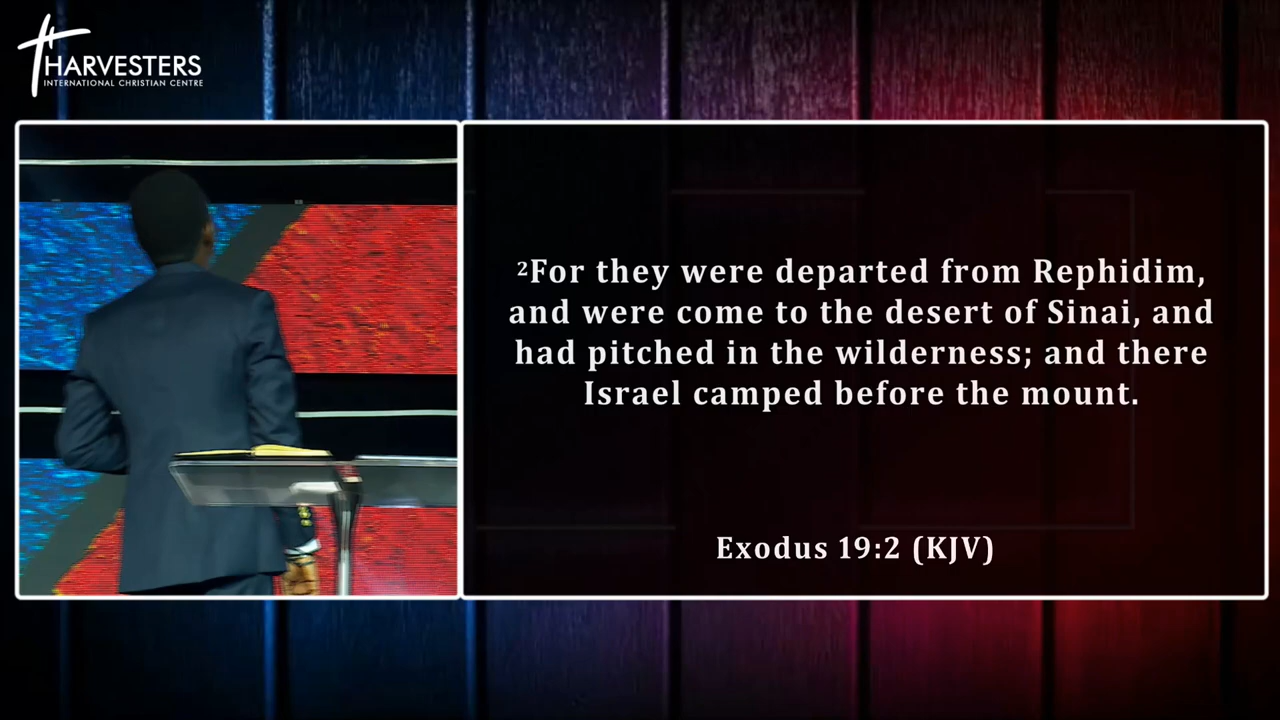 HARVESTERS
INTERNATIONAL CHRISTIAN CENTRE
²For they were departed from Rephidim,
and were come to the desert of Sinai, and
had pitched in the wilderness; and there
Israel camped before the mount.
Exodus 19:2 (KJV)